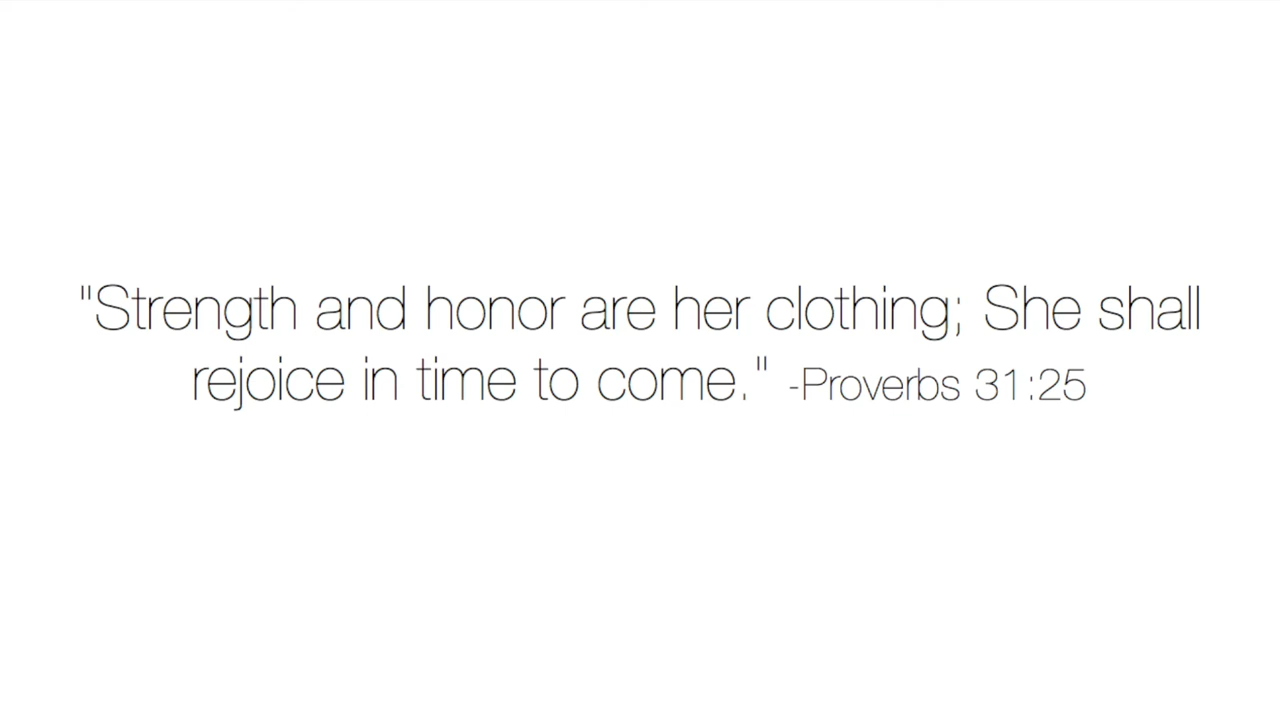 "Strength and honor are her clothing; She shall
rejoice in time to come." -Proverbs 31:25